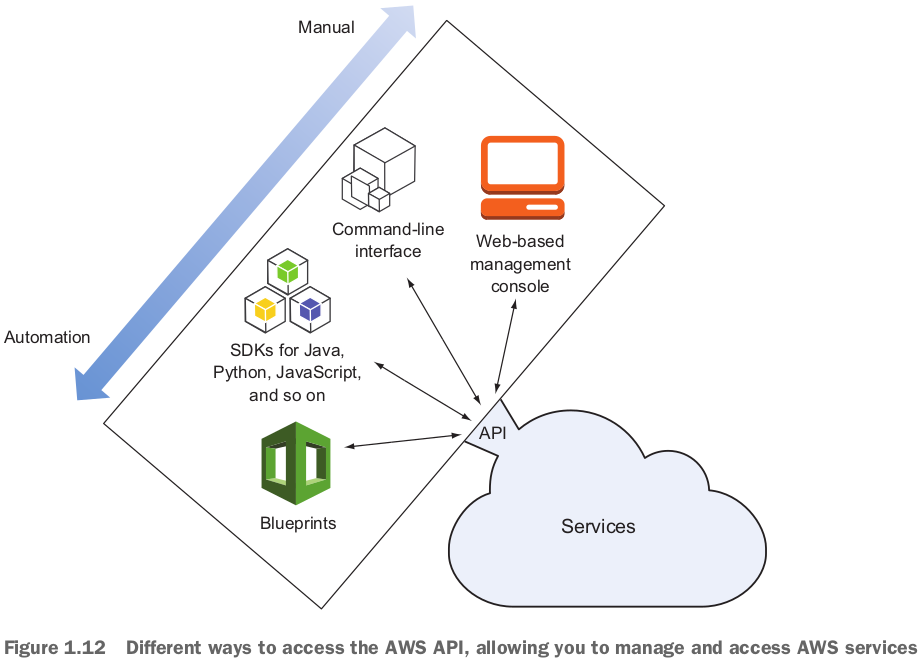 Manual
Command-line
interface
Web-based
management
console
Automation
SDKs for Java,
Python, JavaScript,
and so on
API
Blueprints
Services
Figure 1.12 Different ways to access the AWS API, allowing you to manage and access AWS services